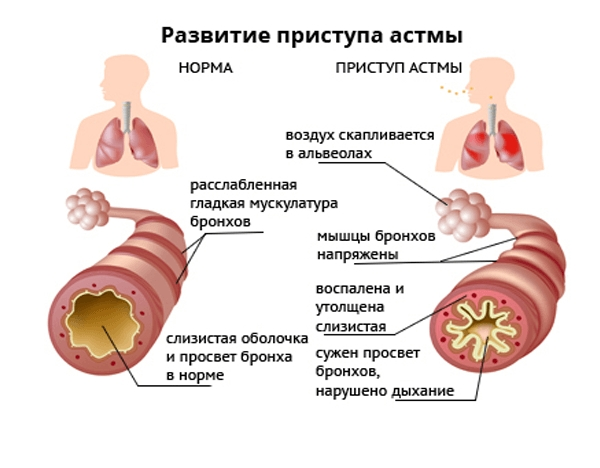 Развитие приступа астмы
НОРМА
ПРИСТУП АСТМЫ
воздух скапливается
в альвеолах
расслабленная
гладкая мускулатура
бронхов
мышцы бронхов
напряжены
воспалена и
утолщена
слизистая
слизистая оболочка
и просвет бронха
в норме
сужен просвет
бронхов,
нарушено дыхание